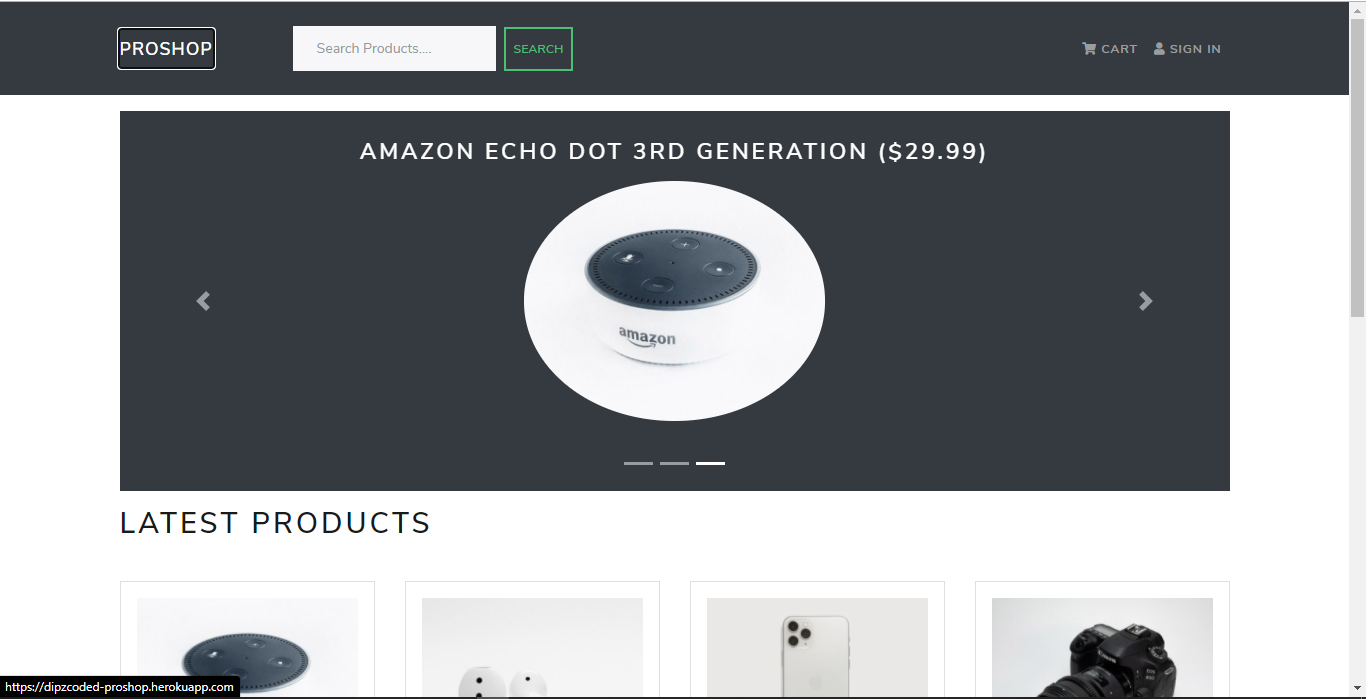 PROSHOP
Search Products....
SEARCH
CART
SIGN IN
AMAZON ECHO DOT 3RD GENERATION ($29.99)
amazon
LATEST PRODUCTS
Canon
https://dipzcoded-proshop.herokuapp.com